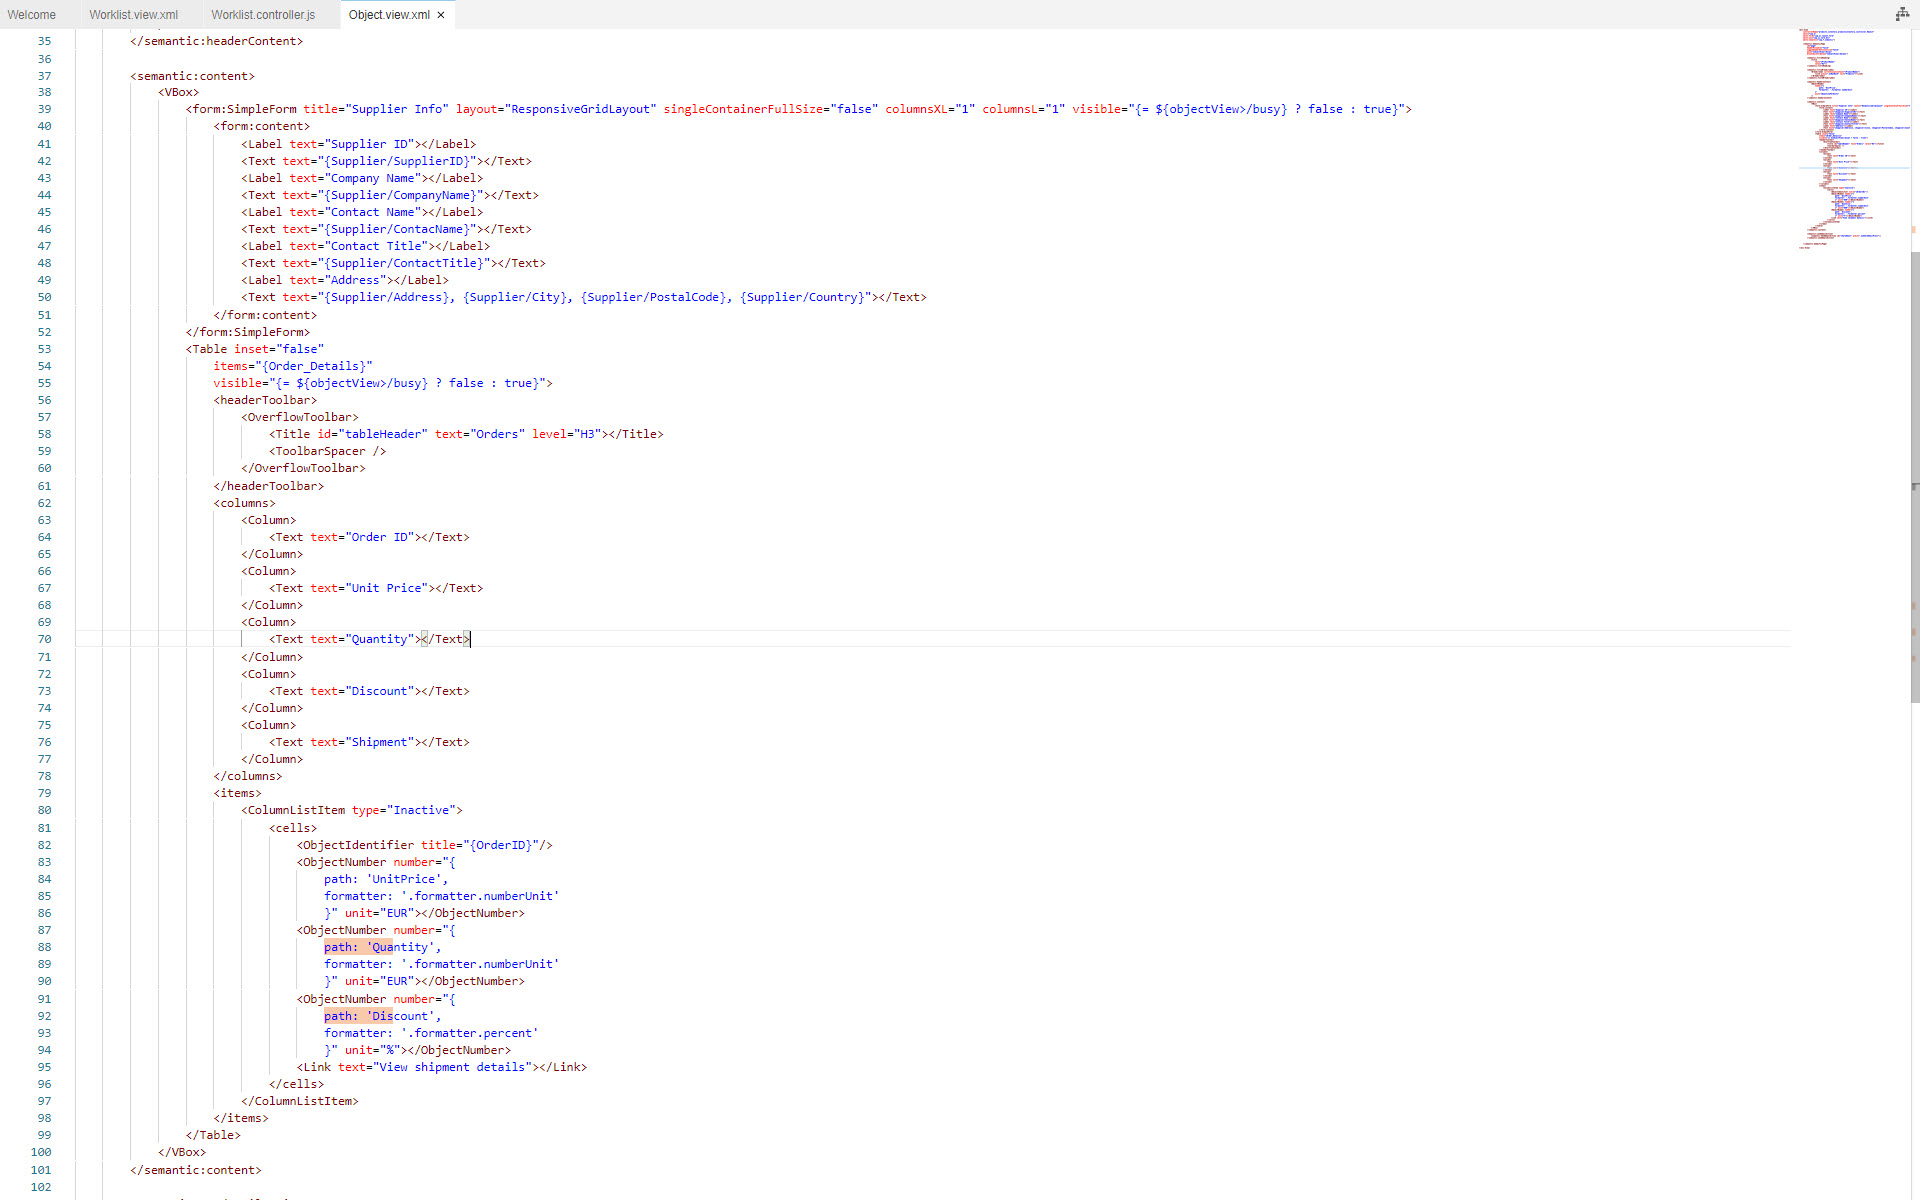 Welcome
Worklist.view.xml
Worklist.controller.js
Object.view.xml ×
35 </semantic:headerContent>
36
37 <semantic:content>
38 <VBox>
39 <form:SimpleForm title="Supplier Info" layout="ResponsiveGridLayout" singleContainerFullSize="false" columnsXL="1" columnsL="1" visible="{= ${objectView>/busy} ? false : true}">
40 <form:content>
41 <Label text="Supplier ID"></Label>
42 <Text text="{Supplier/SupplierID}"></Text>
43 <Label text="Company Name"></Label>
44 <Text text="{Supplier/CompanyName}"></Text>
45 <Label text="Contact Name"></Label>
46 <Text text="{Supplier/ContacName}"></Text>
47 <Label text="Contact Title"></Label>
48 <Text text="{Supplier/ContactTitle}"></Text>
49 <Label text="Address"></Label>
50 <Text text="{Supplier/Address}, {Supplier/City}, {Supplier/PostalCode}, {Supplier/Country}"></Text>
51 </form:content>
52 </form:SimpleForm>
53 <Table inset="false"
54 items="{Order_Details}"
55 visible="{= ${objectView>/busy} ? false : true}">
56 <headerToolbar>
57 <OverflowToolbar>
58 <Title id="tableHeader" text="Orders" level="H3"></Title>
59 <ToolbarSpacer />
60 </OverflowToolbar>
61 </headerToolbar>
62 <columns>
63 <Column>
64 <Text text="Order ID"></Text>
65 </Column>
66 <Column>
67 <Text text="Unit Price"></Text>
68 </Column>
69 <Column>
70 <Text text="Quantity"></Text>
71 </Column>
72 <Column>
73 <Text text="Discount"></Text>
74 </Column>
75 <Column>
76 <Text text="Shipment"></Text>
77 </Column>
78 </columns>
79 <items>
80 <ColumnListItem type="Inactive">
81 <cells>
82 <ObjectIdentifier title="{OrderID}"/>
83 <ObjectNumber number="{
84 path: 'UnitPrice',
85 formatter: '.formatter.numberUnit'
86 }" unit="EUR"></ObjectNumber>
87 <ObjectNumber number="{
88 path: 'Quantity',
89 formatter: '.formatter.numberUnit'
90 }" unit="EUR"></ObjectNumber>
91 <ObjectNumber number="{
92 path: 'Discount',
93 formatter: '.formatter.percent'
94 }" unit="%"></ObjectNumber>
95 <Link text="View shipment details"></Link>
96 </cells>
97 </ColumnListItem>
98 </items>
99 </Table>
100 </VBox>
101 </semantic:content>
102